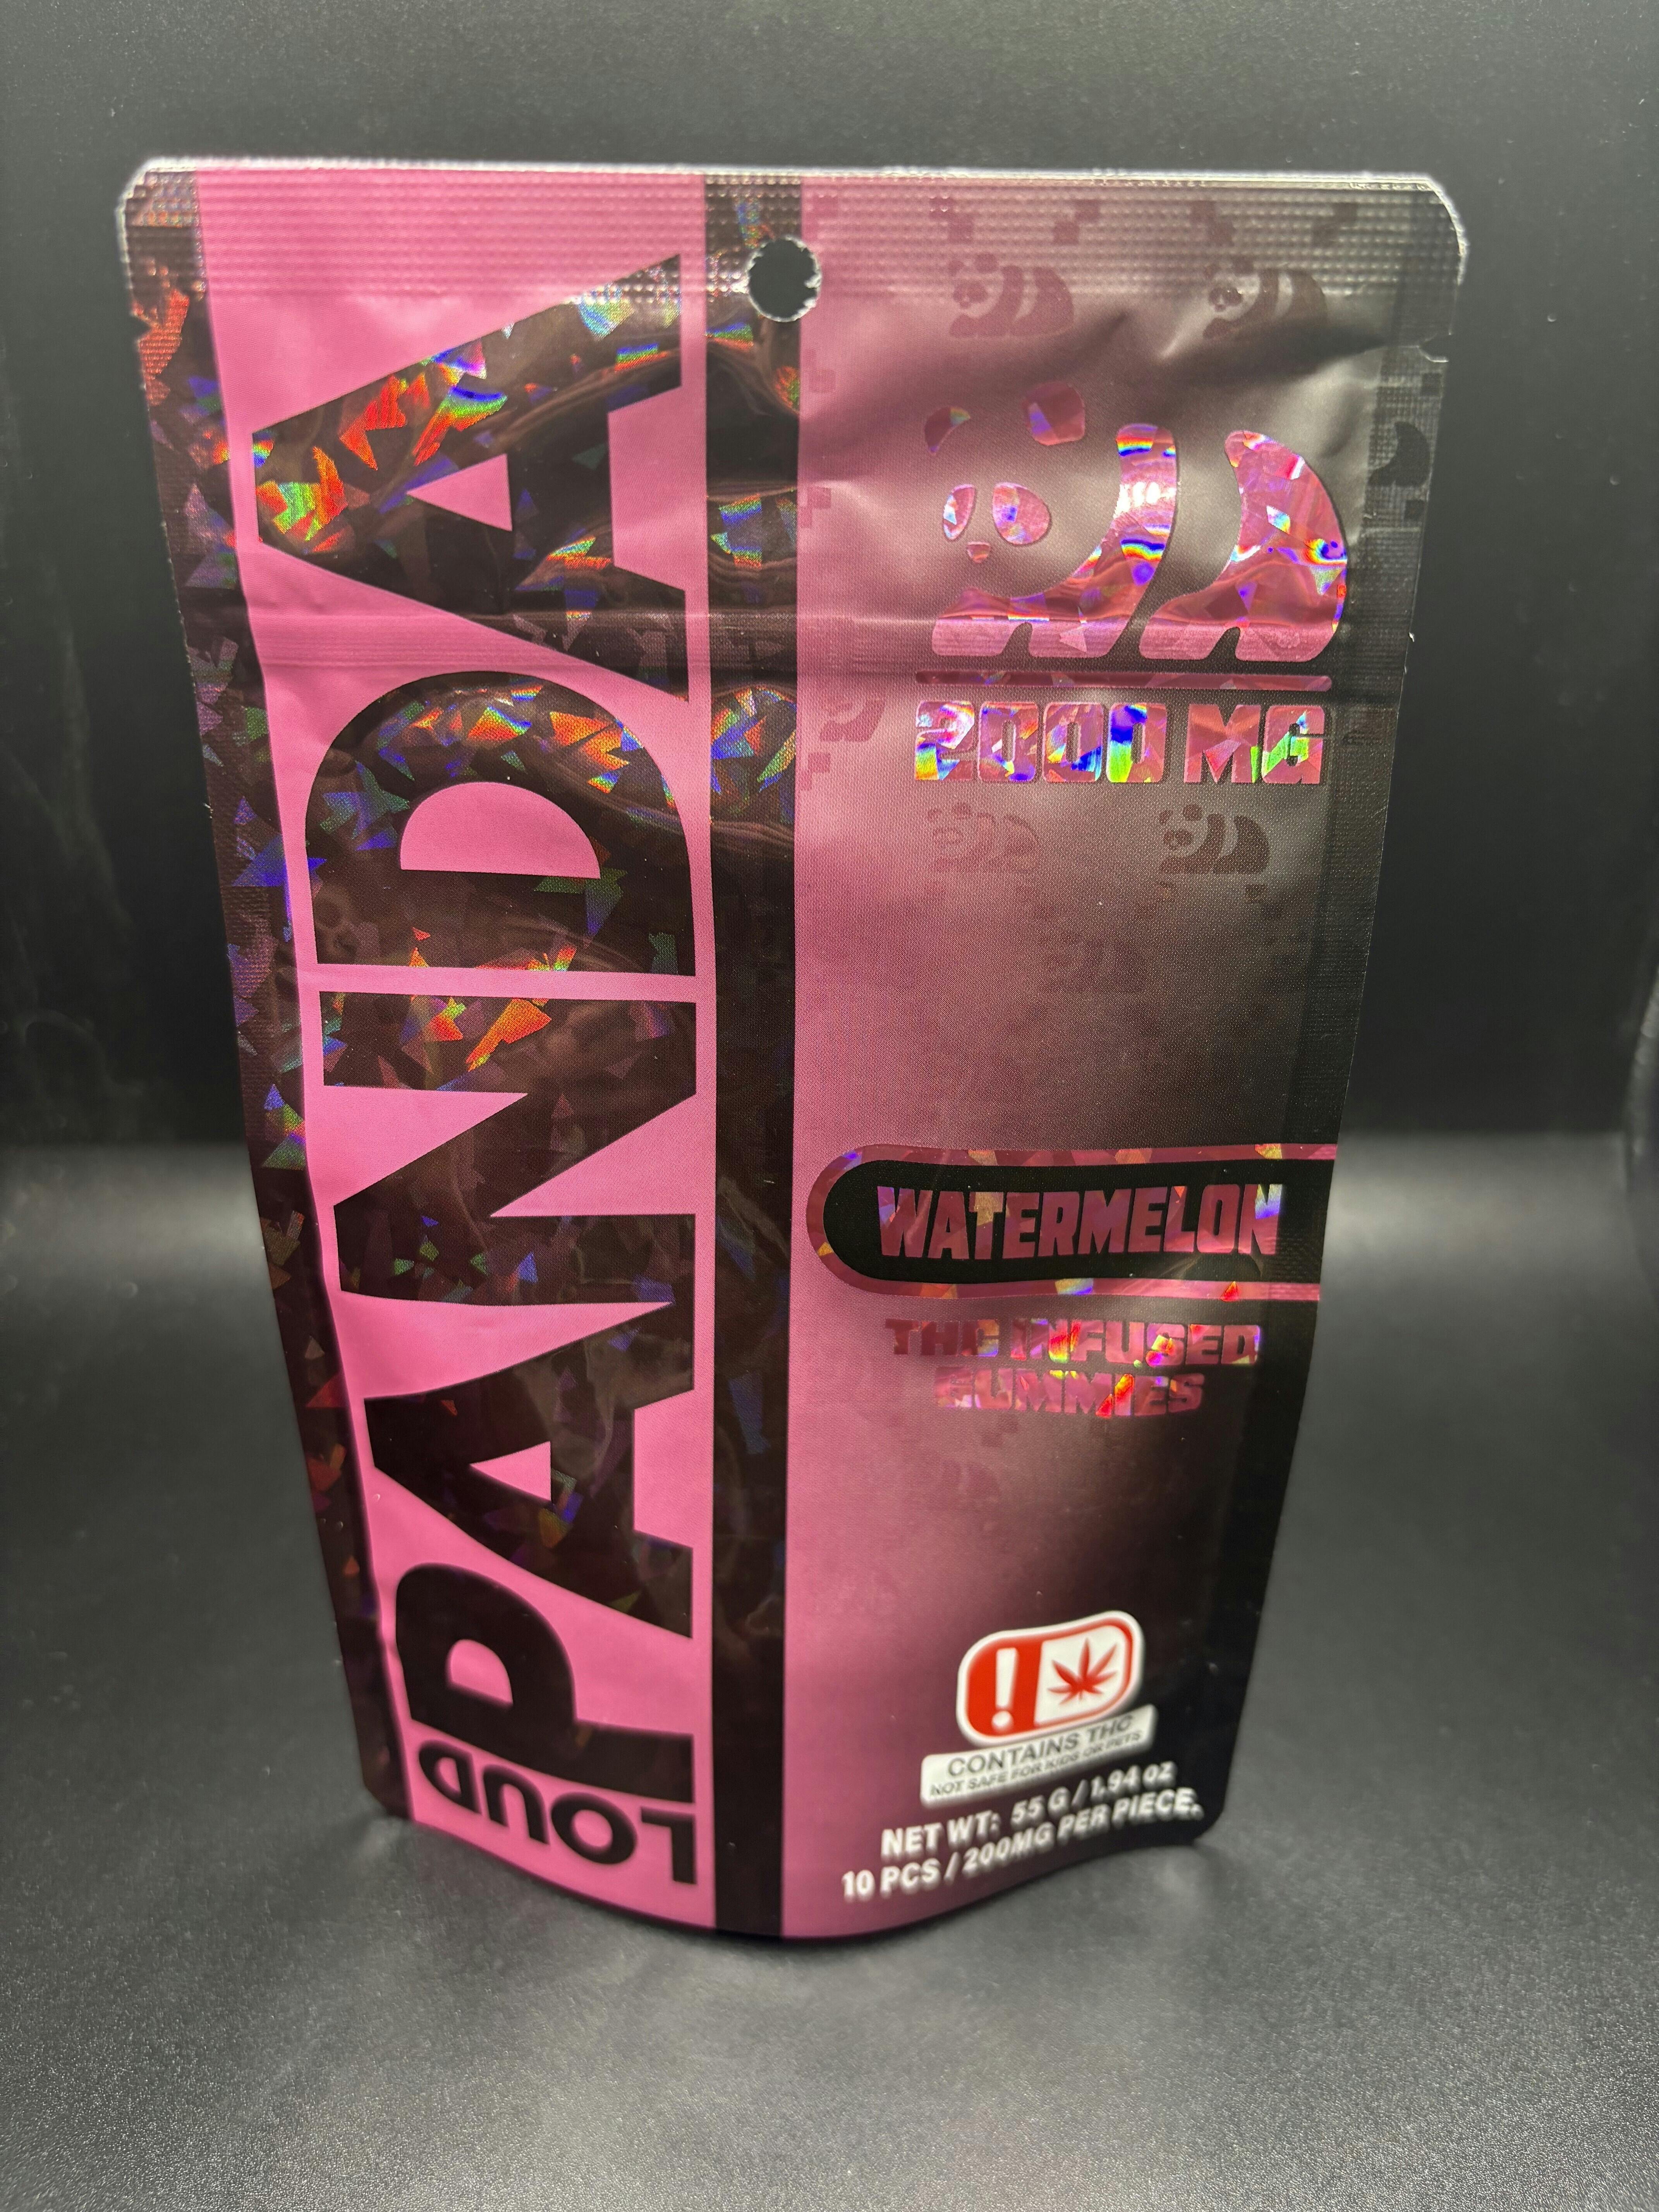 LOUD
PANDA
2000 MG
WATERMELON
THC INFUSED
GUMMIES
!
CONTAINS THC
NOT SAFE FOR KIDS OR PETS
NET WT: 55 G / 1.94 OZ
10 PCS / 200MG PER PIECE.